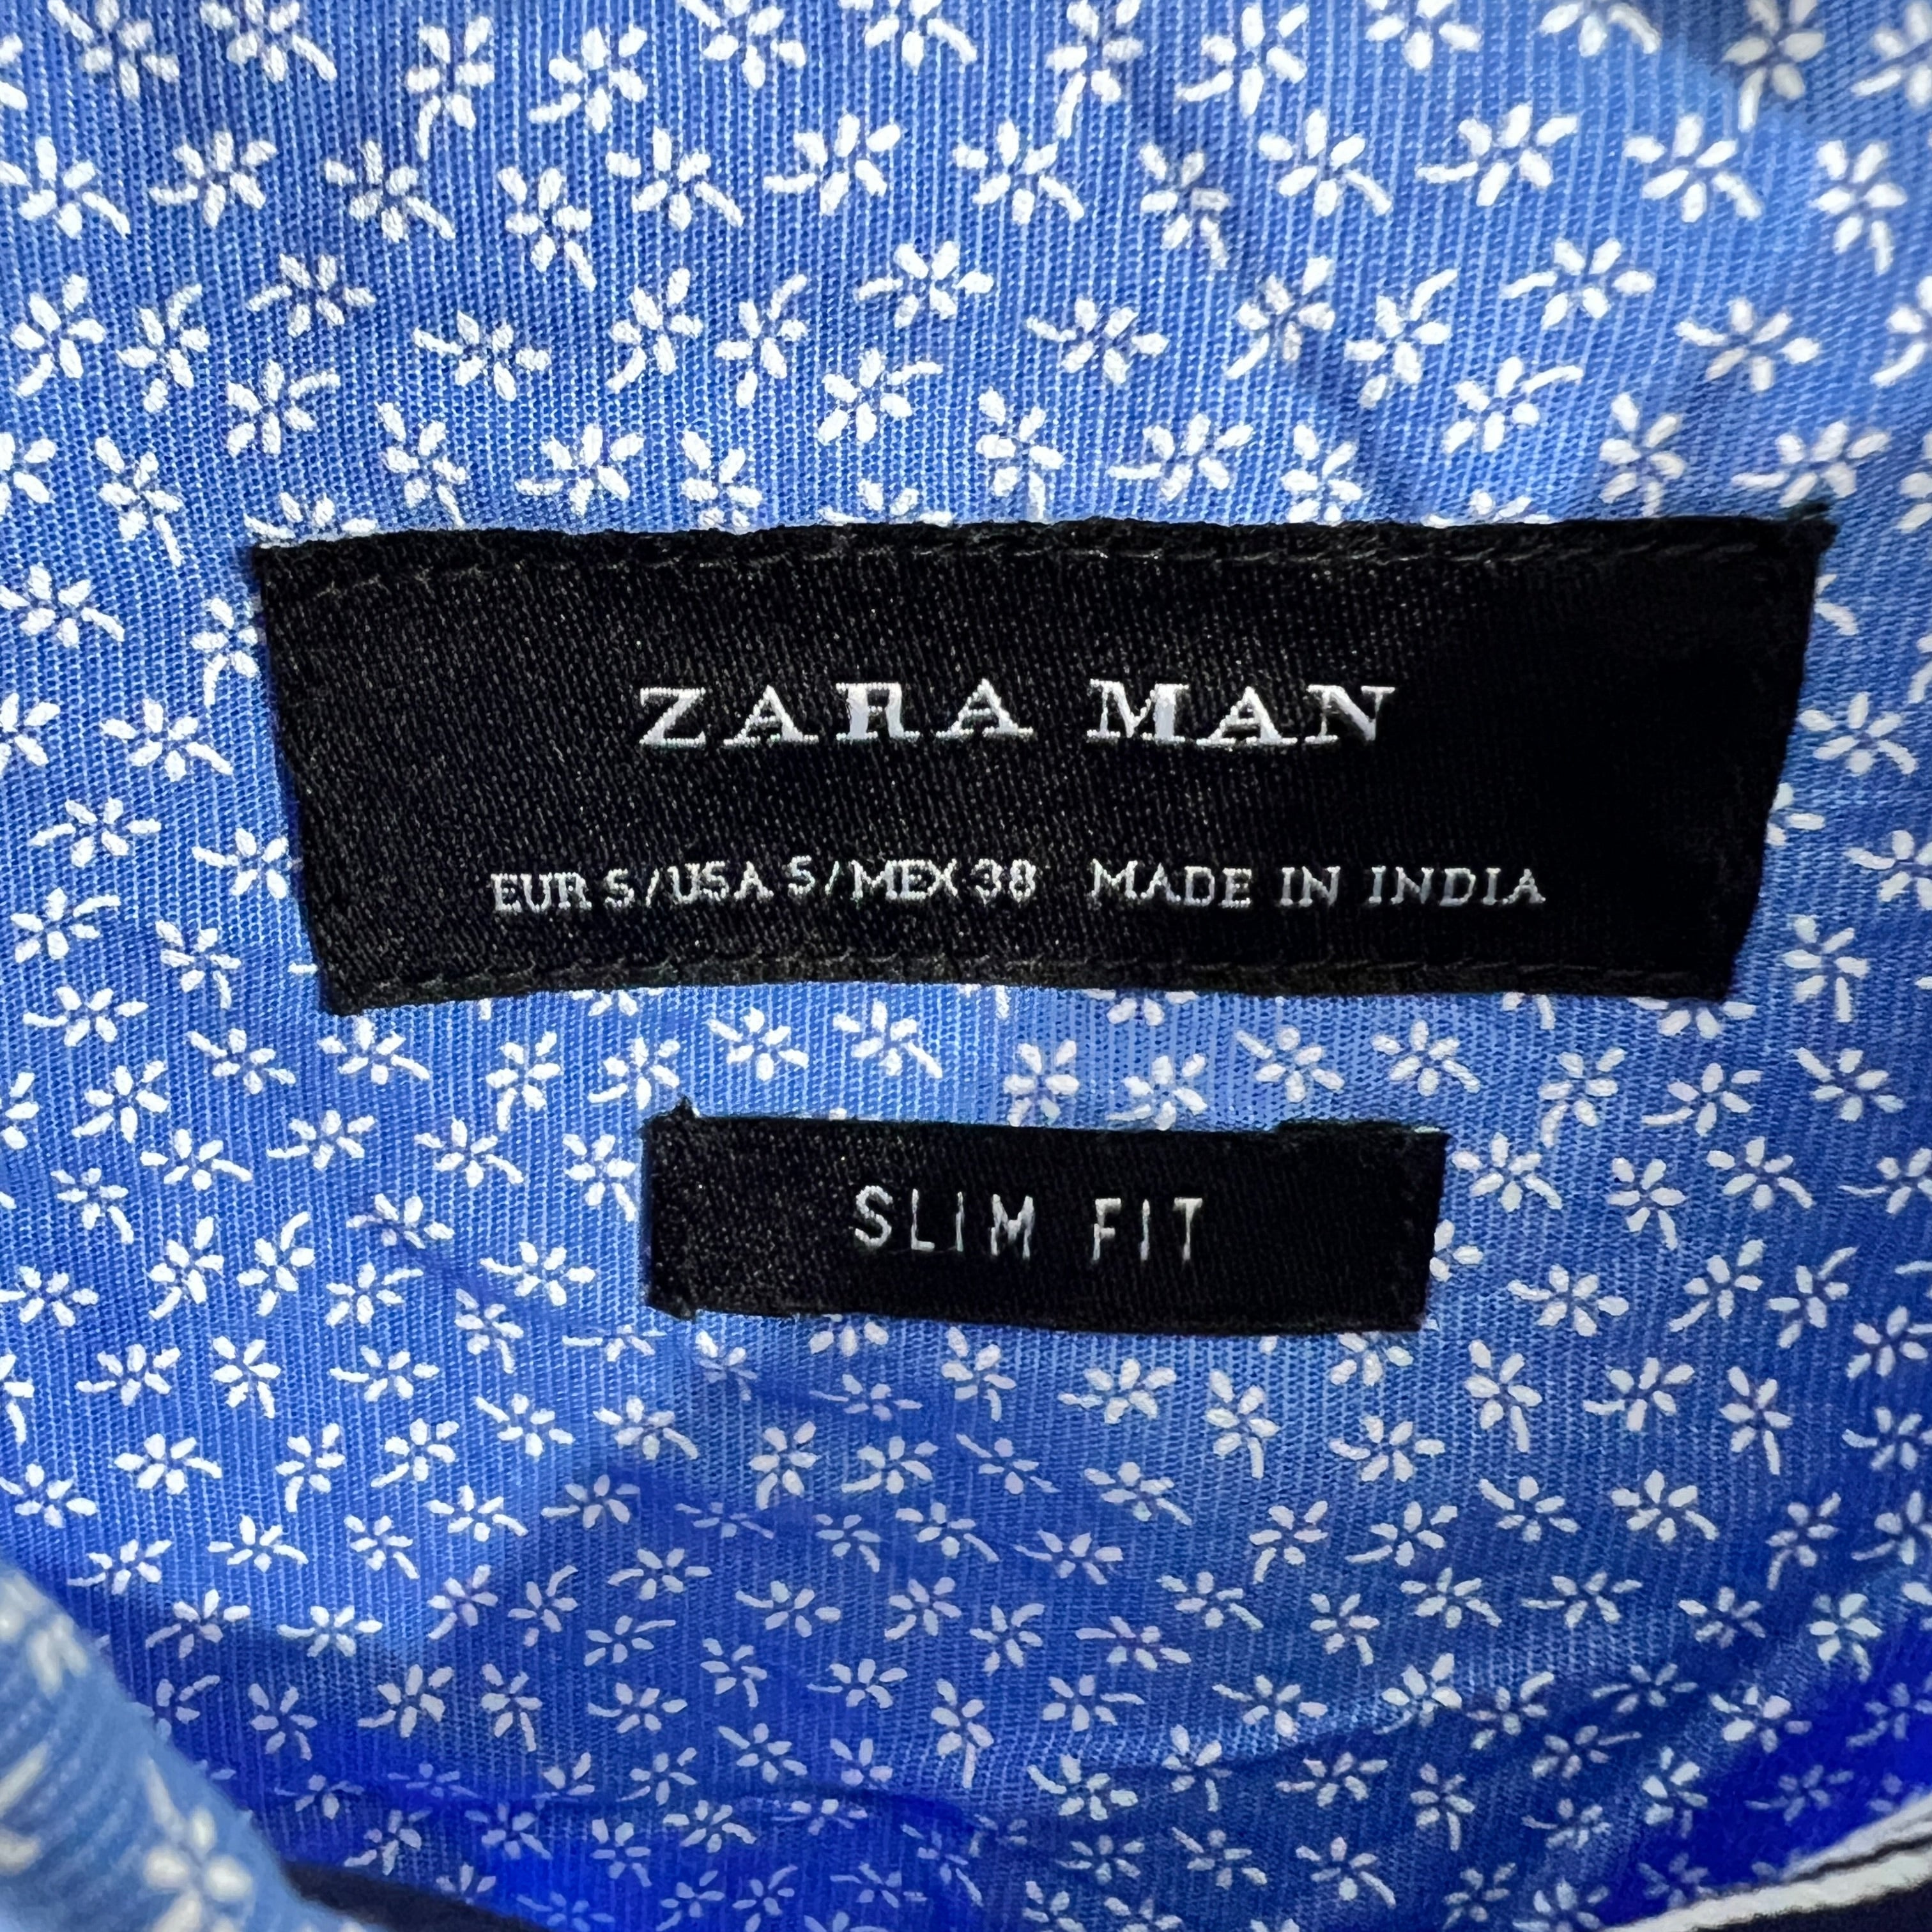 ZARA MAN
EUR S/USA S/MEX 38 MADE IN INDIA
SLIM FIT